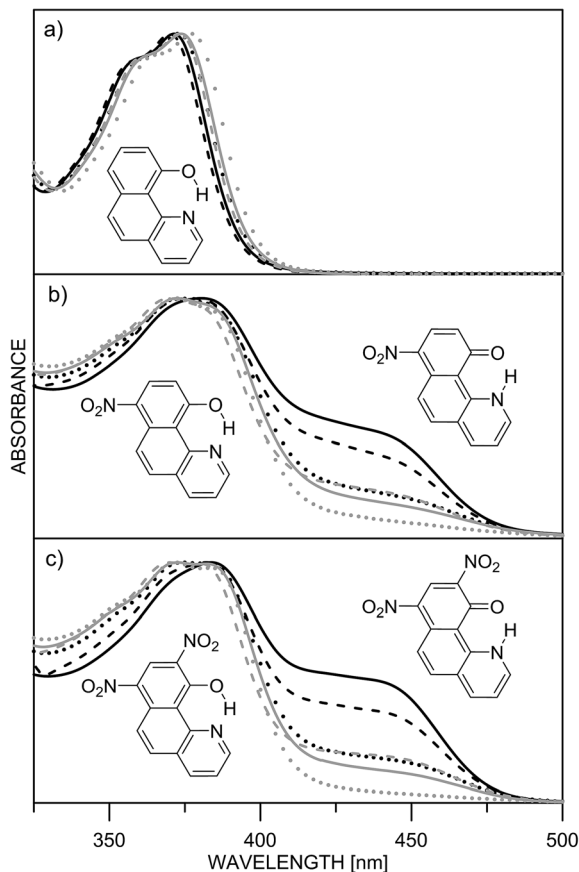 a)
O
H
N
b)
O₂N
O
H
N
O₂N
O
H
N
c)
NO₂
O₂N
O
H
N
NO₂
O₂N
O
H
N
ABSORBANCE
350
400
450
500
WAVELENGTH [nm]